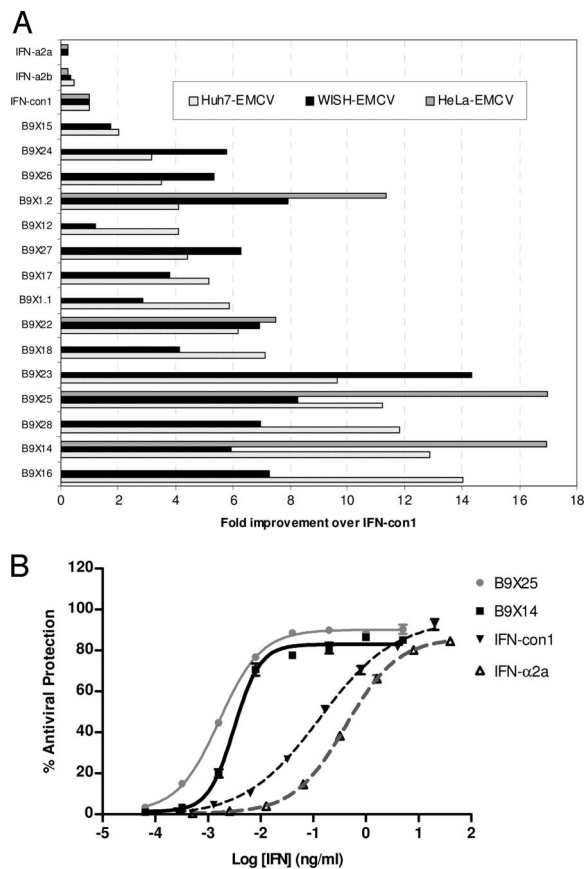 A
IFN-a2a
IFN-a2b
IFN-con1
B9X15
B9X24
B9X26
B9X1.2
B9X12
B9X27
B9X17
B9X1.1
B9X22
B9X18
B9X23
B9X25
B9X28
B9X14
B9X16
Huh7-EMCV WISH-EMCV HeLa-EMCV
0 2 4 6 8 10 12 14 16 18
Fold improvement over IFN-con1
B
% Antiviral Protection
120
100
80
60
40
20
0
-5 -4 -3 -2 -1 0 1 2
Log [IFN] (ng/ml)
B9X25
B9X14
IFN-con1
IFN-α2a